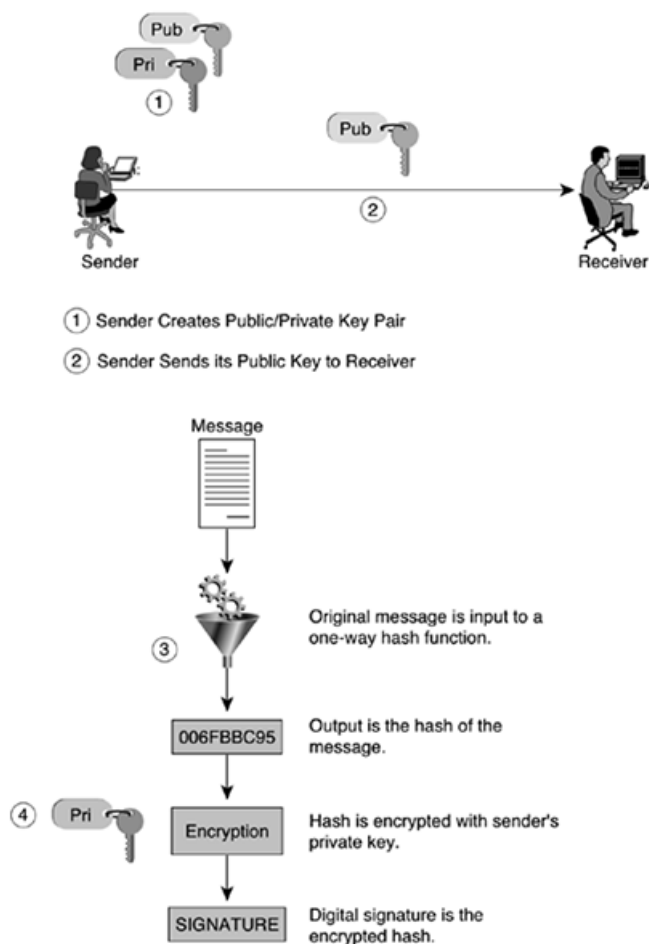 Pub
Pri
1
Pub
2
Sender
Receiver
1 Sender Creates Public/Private Key Pair
2 Sender Sends its Public Key to Receiver
Message
3
Original message is input to a
one-way hash function.
006FBBC95
Output is the hash of the
message.
4
Pri
Encryption
Hash is encrypted with sender's
private key.
SIGNATURE
Digital signature is the
encrypted hash.